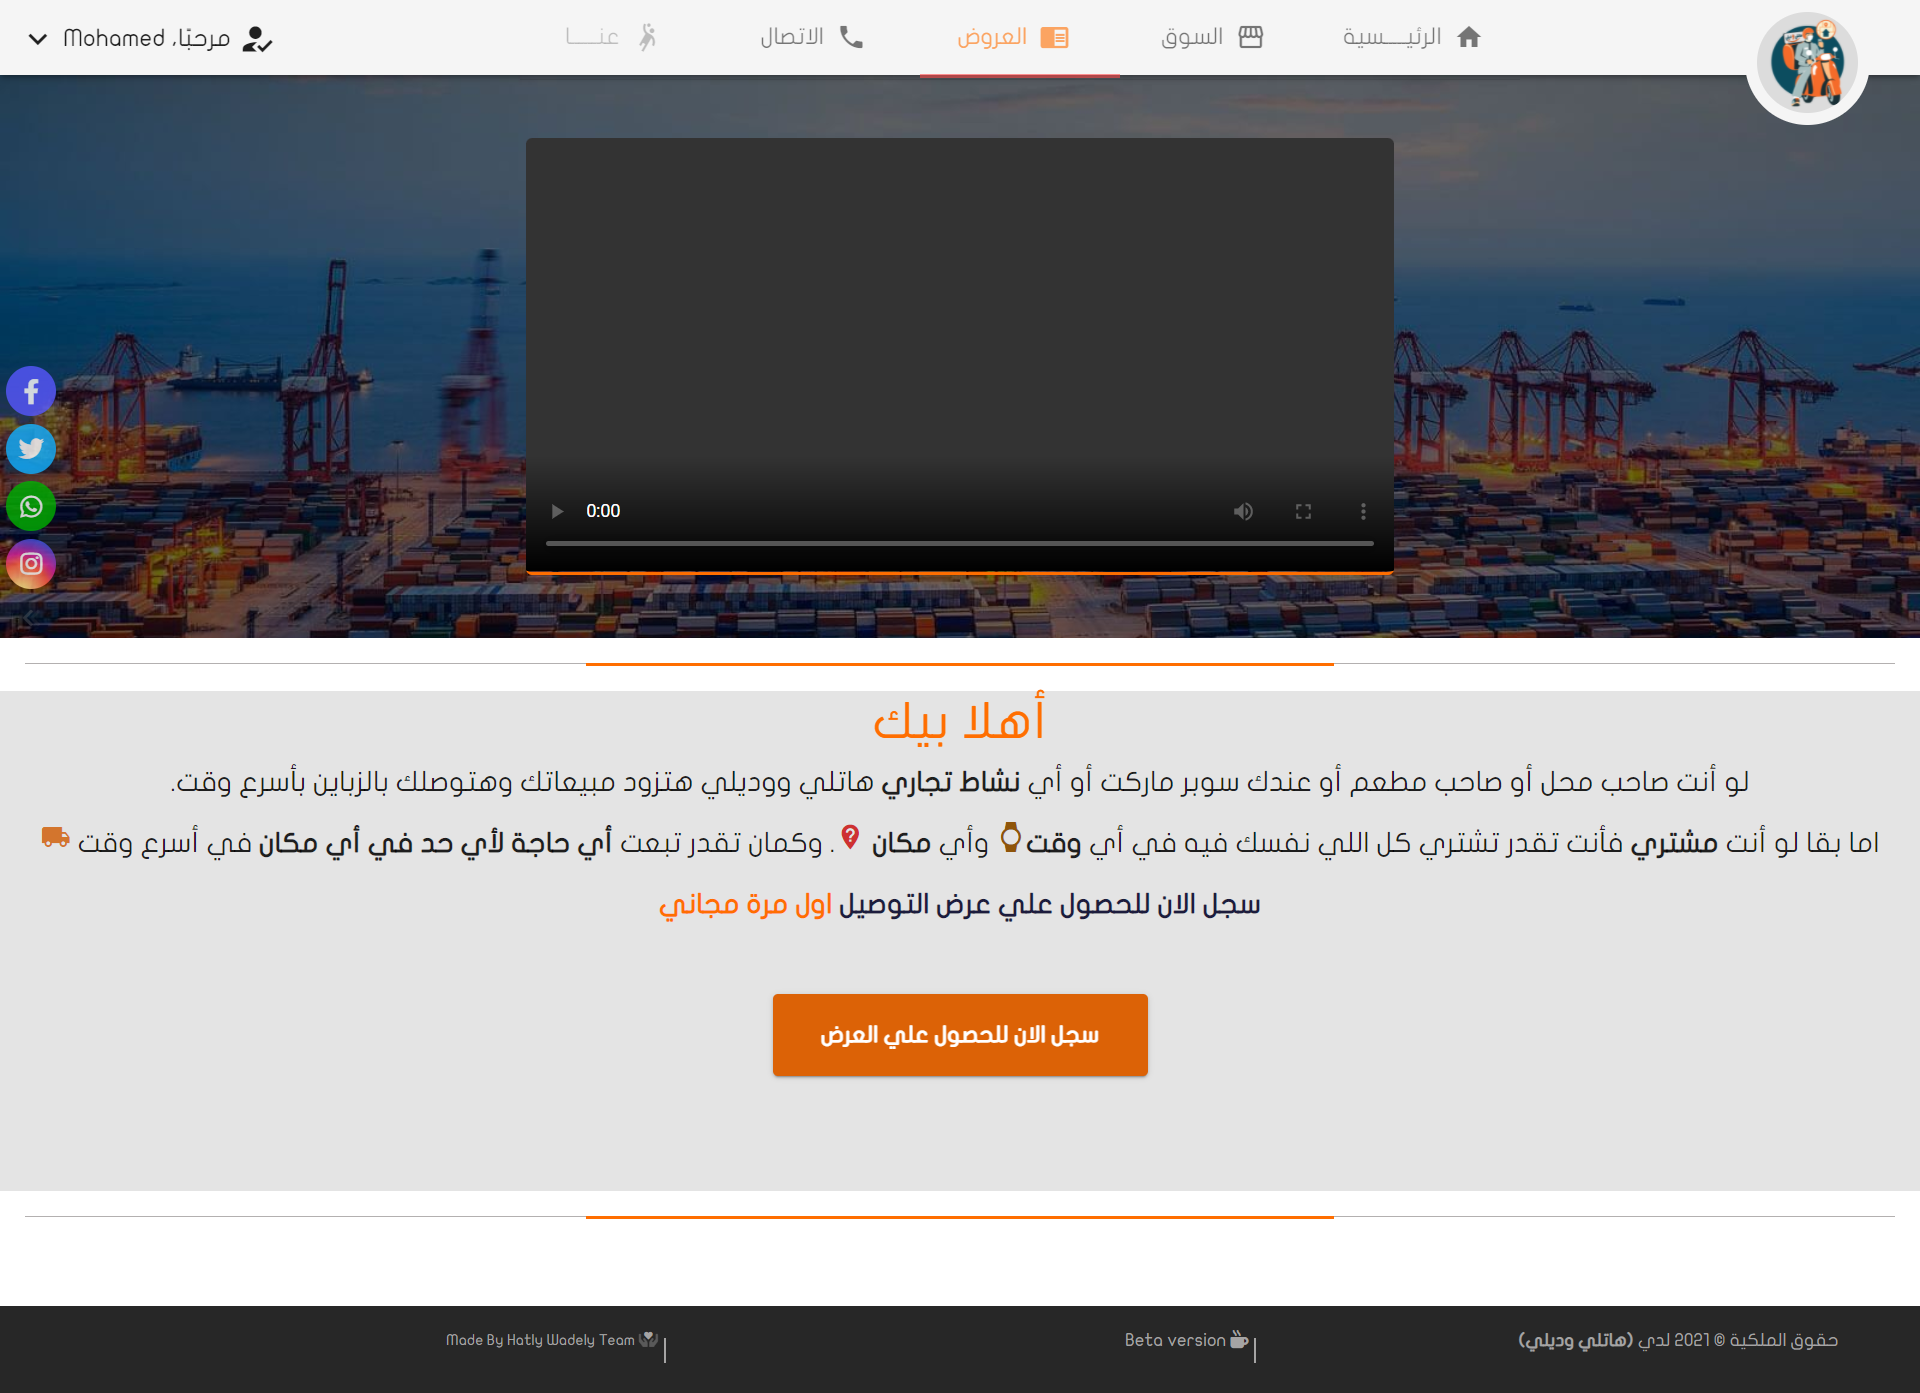 الرئيـــسية
السوق
العروض
الاتصال
عنـــــا
مرحبًا، Mohamed
0:00
أهلا بيك
لو أنت صاحب محل أو صاحب مطعم أو عندك سوبر ماركت أو أي نشاط تجاري هاتلي ووديلي هتزود مبيعاتك وهتوصلك بالزباين بأسرع وقت.
اما بقا لو أنت مشتري فأنت تقدر تشتري كل اللي نفسك فيه في أي وقت وأي مكان . وكمان تقدر تبعت أي حاجة لأي حد في أي مكان في أسرع وقت
سجل الان للحصول علي عرض التوصيل اول مرة مجاني
سجل الان للحصول علي العرض
حقوق الملكية © 2021 لدي (هاتلي وديلي)
Beta version
Made By Hatly Wadely Team